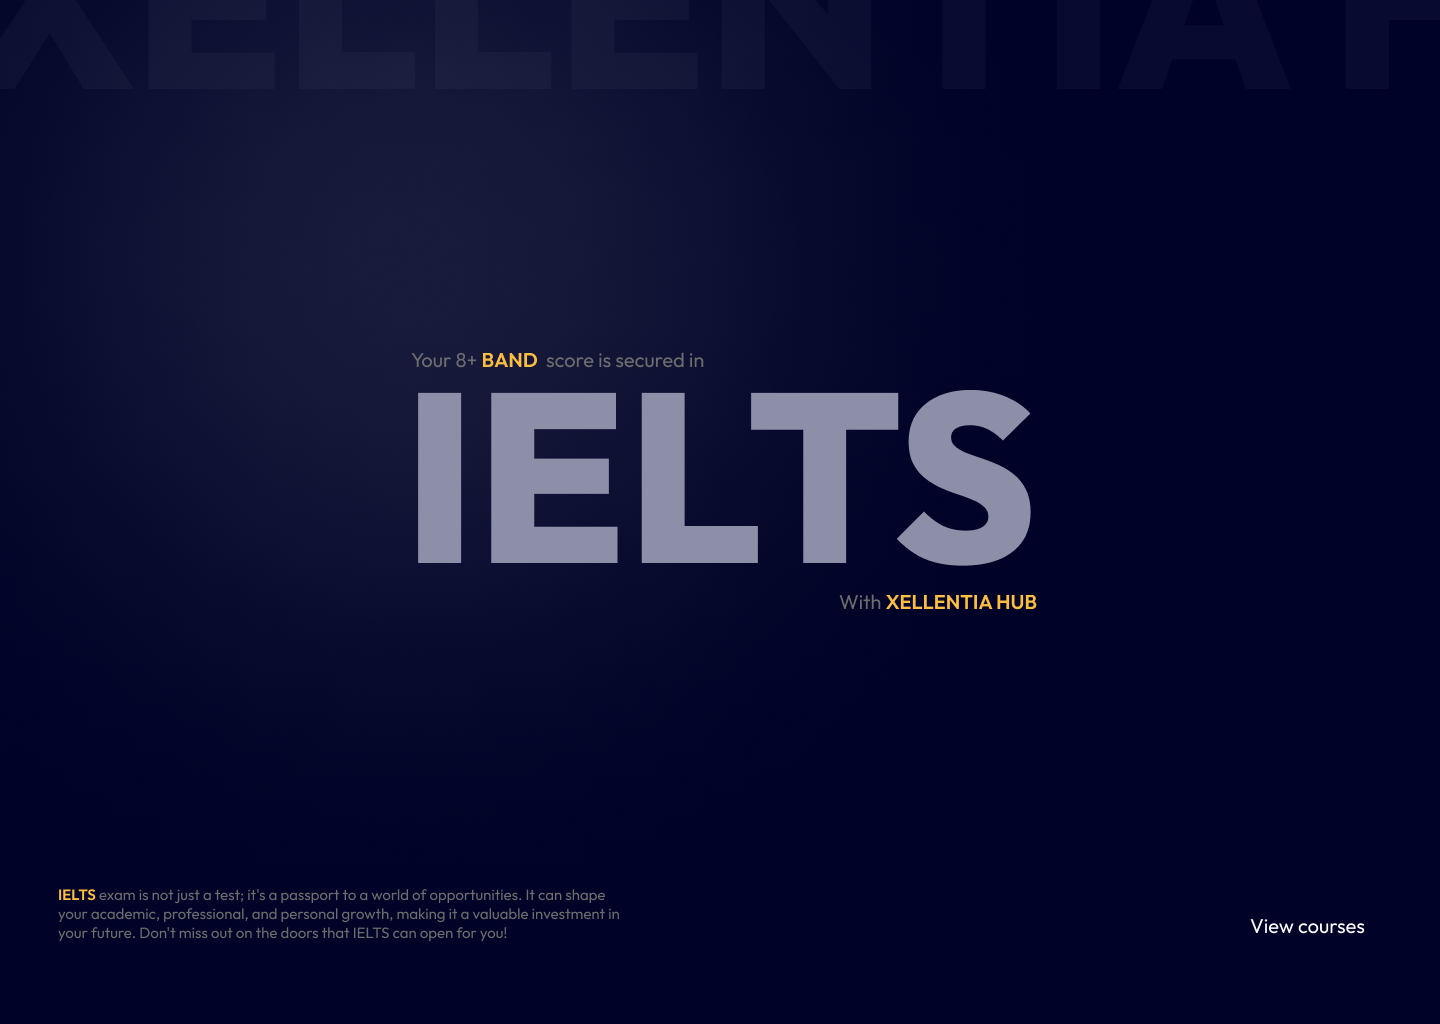 XELLENTIA H
Your 8+ BAND score is secured in
IELTS
With XELLENTIA HUB
IELTS exam is not just a test; it's a passport to a world of opportunities. It can shape
your academic, professional, and personal growth, making it a valuable investment in
your future. Don't miss out on the doors that IELTS can open for you!
View courses